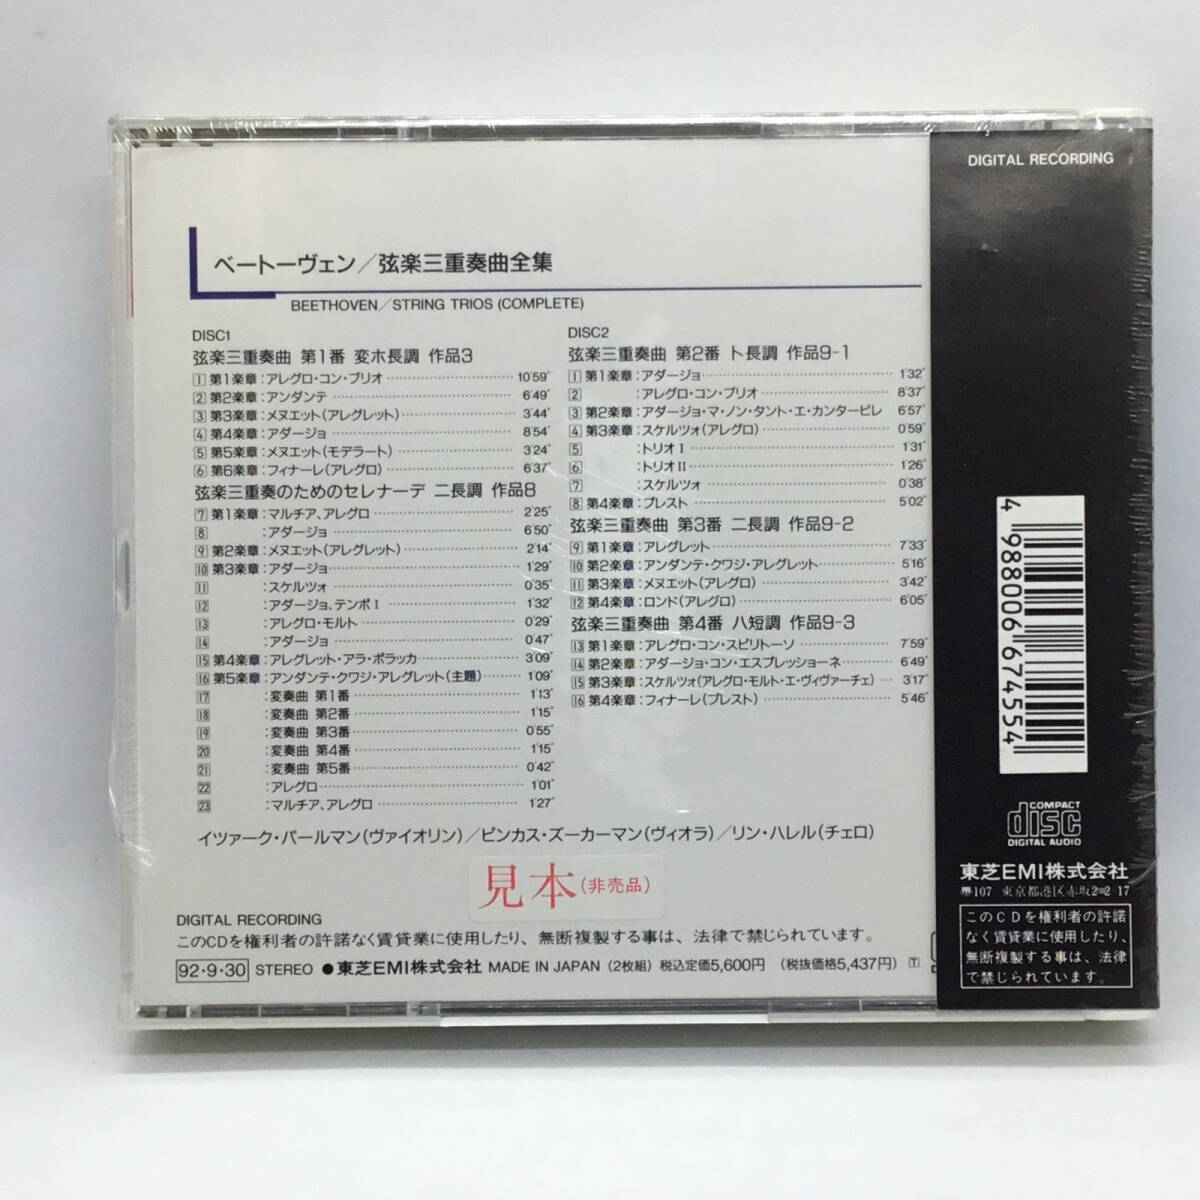 ベートーヴェン／弦楽三重奏曲全集
BEETHOVEN／STRING TRIOS (COMPLETE)
DISC1
弦楽三重奏曲 第1番 変ホ長調 作品3
1 第1楽章：アレグロ・コン・ブリオ 10'59"
2 第2楽章：アンダンテ 6'49"
3 第3楽章：メヌエット（アレグレット） 3'44"
4 第4楽章：アダージョ 8'54"
5 第5楽章：メヌエット（モデラート） 3'24"
6 第6楽章：フィナーレ（アレグロ） 6'37"
弦楽三重奏のためのセレナーデ ニ長調 作品8
7 第1楽章：マルチア、アレグロ 2'25"
8 ：アダージョ 6'50"
9 第2楽章：メヌエット（アレグレット） 2'14"
10 第3楽章：アダージョ 1'29"
11 ：スケルツォ 0'35"
12 ：アダージョ、テンポI 1'32"
13 ：アレグロ・モルト 0'29"
14 ：アダージョ 0'47"
15 第4楽章：アレグレット・アラ・ポラッカ 3'09"
16 第5楽章：アンダンテ・クワジ・アレグレット（主題） 1'09"
17 ：変奏曲 第1番 1'13"
18 ：変奏曲 第2番 1'15"
19 ：変奏曲 第3番 0'55"
20 ：変奏曲 第4番 1'15"
21 ：変奏曲 第5番 0'42"
22 ：アレグロ 1'01"
23 ：マルチア、アレグロ 1'27"
DISC2
弦楽三重奏曲 第2番 ト長調 作品9-1
1 第1楽章：アダージョ 1'32"
2 ：アレグロ・コン・ブリオ 8'37"
3 第2楽章：アダージョ・マ・ノン・タント・エ・カンタービレ 6'57"
4 第3楽章：スケルツォ（アレグロ） 0'59"
5 ：トリオI 1'31"
6 ：トリオII 1'26"
7 ：スケルツォ 0'38"
8 第4楽章：プレスト 5'02"
弦楽三重奏曲 第3番 ニ長調 作品9-2
9 第1楽章：アレグレット 7'33"
10 第2楽章：アンダンテ・クワジ・アレグレット 5'16"
11 第3楽章：メヌエット（アレグロ） 3'42"
12 第4楽章：ロンド（アレグロ） 6'05"
弦楽三重奏曲 第4番 ハ短調 作品9-3
13 第1楽章：アレグロ・コン・スピリトーソ 7'59"
14 第2楽章：アダージョ・コン・エスプレッショーネ 6'49"
15 第3楽章：スケルツォ（アレグロ・モルト・エ・ヴィヴァーチェ） 3'17"
16 第4楽章：フィナーレ（プレスト） 5'46"
イツァーク・パールマン（ヴァイオリン）／ピンカス・ズーカーマン（ヴィオラ）／リン・ハレル（チェロ）
見本（非売品）
DIGITAL RECORDING
このCDを権利者の許諾なく賃貸業に使用したり、無断複製する事は、法律で禁じられています。
92・9・30 STEREO ●東芝EMI株式会社 MADE IN JAPAN（2枚組）税込定価5,600円 （税抜価格5,437円） T
DIGITAL RECORDING
4 988006 674554
COMPACT
disc
DIGITAL AUDIO
東芝EMI株式会社
〒107 東京都港区赤坂2-2-17
このCDを権利者の許諾
なく賃貸業に使用したり、
無断複製する事は、法律
で禁じられています。